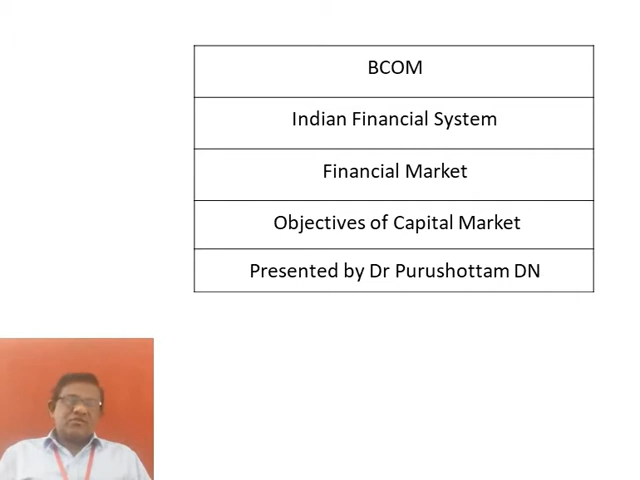 BCOM
Indian Financial System
Financial Market
Objectives of Capital Market
Presented by Dr Purushottam DN